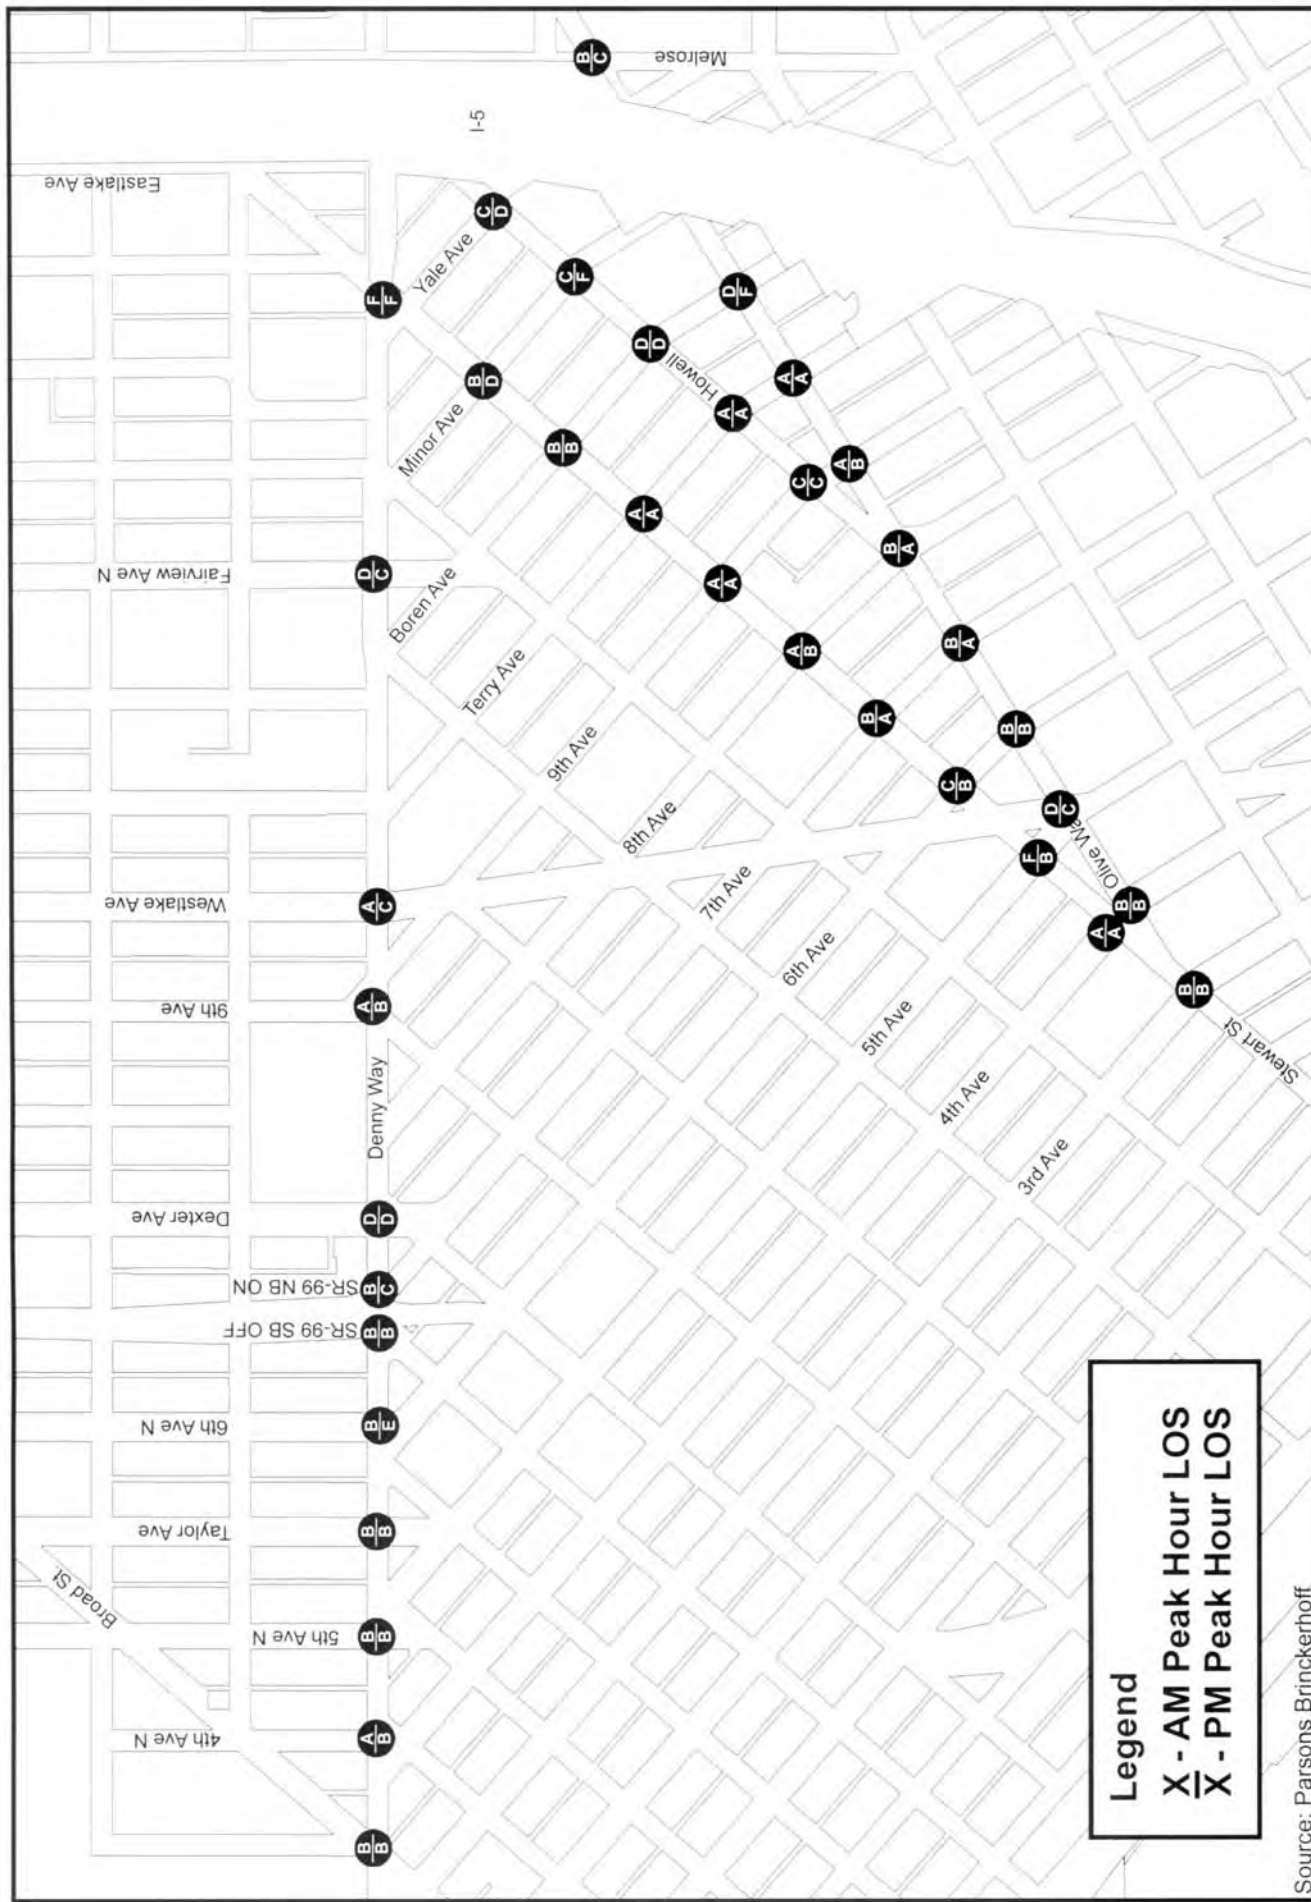 Broad St.
4th Ave N
5th Ave N
Taylor Ave
6th Ave N
SR-99 SB OFF
SR-99 NB ON
Dexter Ave
9th Ave
Westlake Ave
Fairview Ave N
Eastlake Ave
Denny Way
B
B
A
B
B
B
B
B
B
E
B
B
B
C
D
D
A
B
A
C
D
C
F
F
I-5
B
C
Melrose
Yale Ave
Minor Ave
Boren Ave
Terry Ave
9th Ave
8th Ave
7th Ave
6th Ave
5th Ave
4th Ave
3rd Ave
B
D
B
B
A
A
A
A
A
B
B
A
C
B
F
B
A
A
B
B
Stewart St
C
D
C
F
D
D
Howell
A
A
C
C
D
F
A
A
A
B
B
A
B
A
B
B
D
C
Olive Wa
B
B
Legend
X - AM Peak Hour LOS
X - PM Peak Hour LOS
Source: Parsons Brinckerhoff